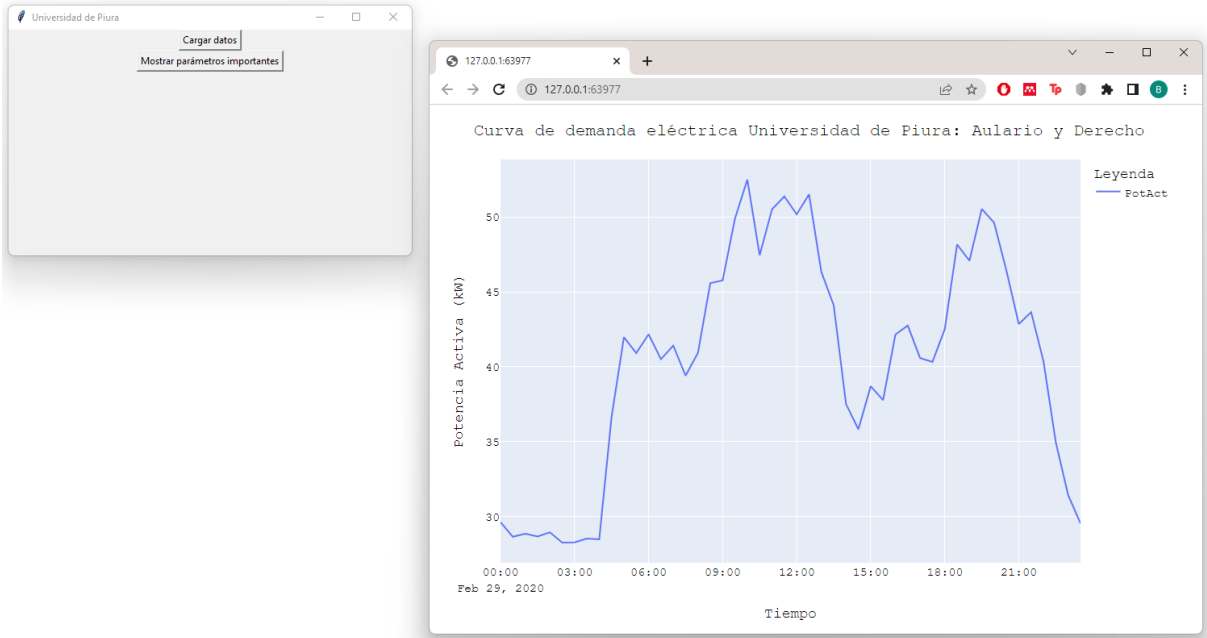 Universidad de Piura
Cargar datos
Mostrar parámetros importantes
127.0.0.1:63977
127.0.0.1:63977
Tp
B
Curva de demanda eléctrica Universidad de Piura: Aulario y Derecho
Leyenda
PotAct
Potencia Activa (kW)
50
45
40
35
30
00:00 03:00 06:00 09:00 12:00 15:00 18:00 21:00
Feb 29, 2020
Tiempo